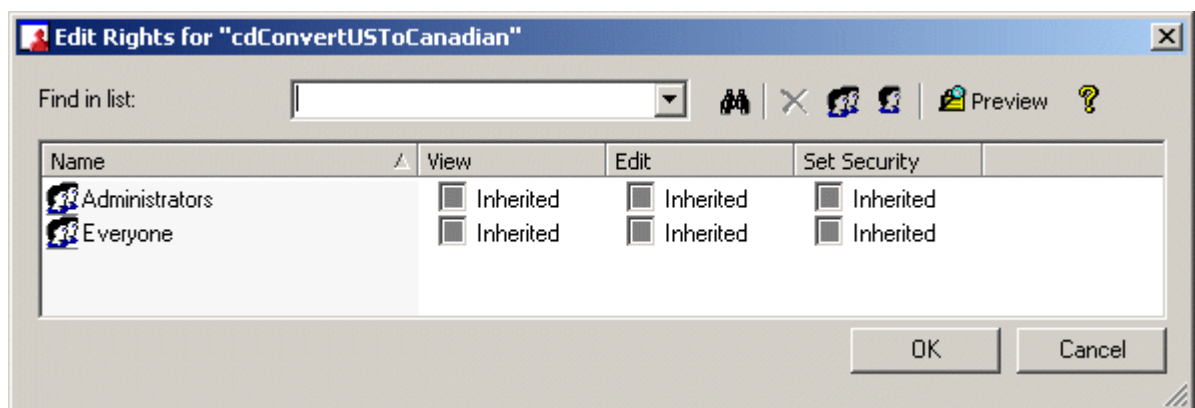 Edit Rights for "cdConvertUSToCanadian"
Find in list: Preview
Name View Edit Set Security
Administrators Inherited Inherited Inherited
Everyone Inherited Inherited Inherited
OK Cancel